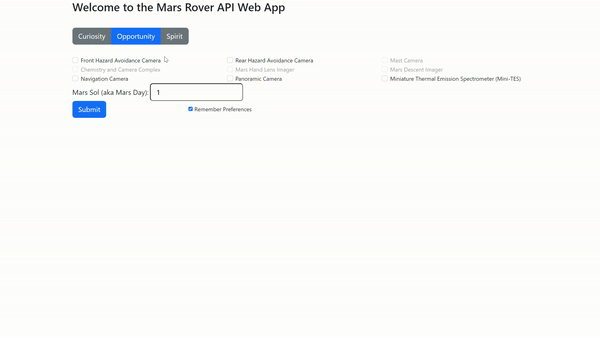 Welcome to the Mars Rover API Web App
Curiosity Opportunity Spirit
Front Hazard Avoidance Camera Rear Hazard Avoidance Camera Mast Camera
Chemistry and Camera Complex Mars Hand Lens Imager Mars Descent Imager
Navigation Camera Panoramic Camera Miniature Thermal Emission Spectrometer (Mini-TES)
Mars Sol (aka Mars Day): 1
Submit Remember Preferences